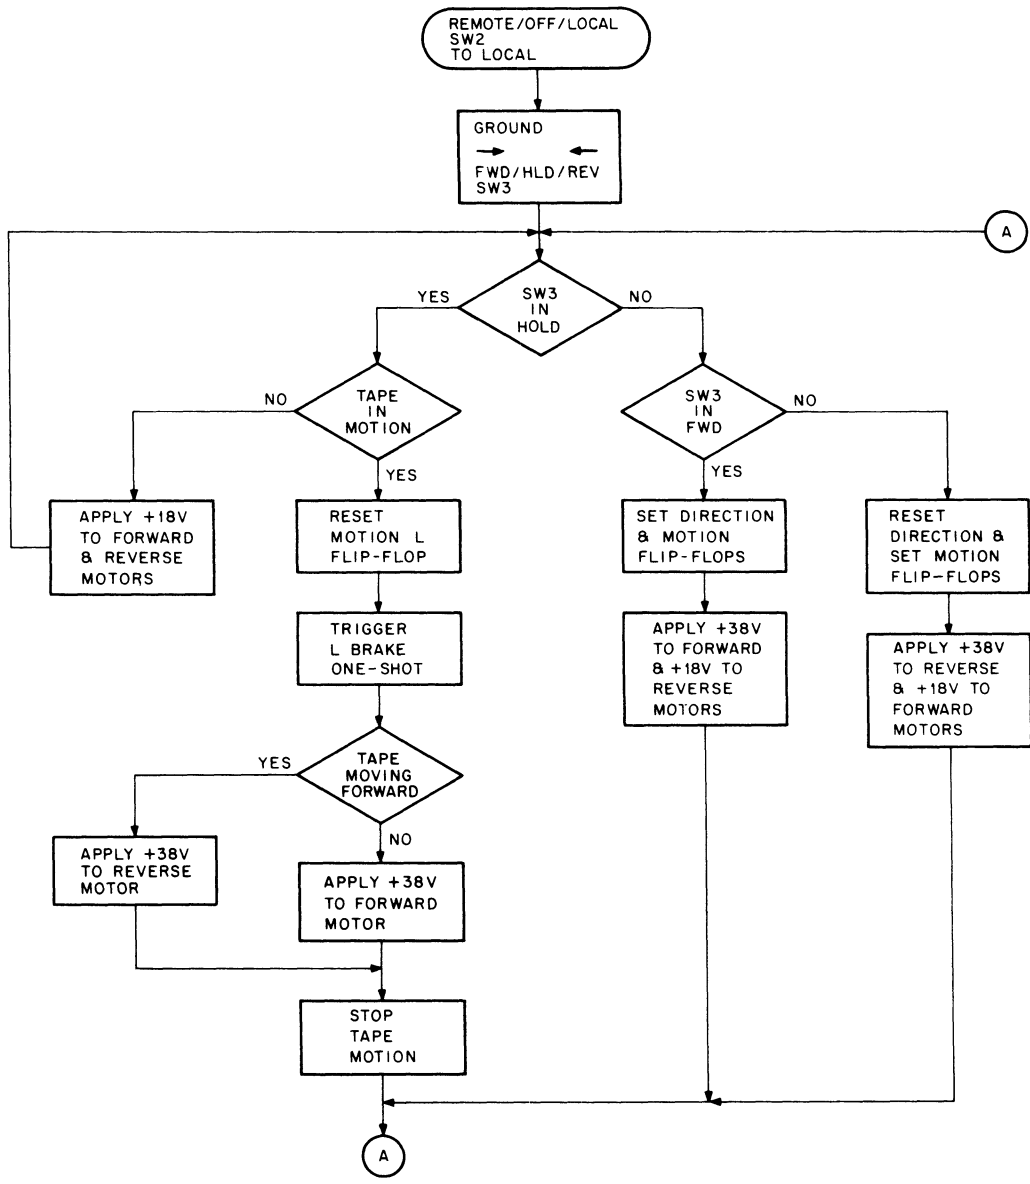 REMOTE/OFF/LOCAL
SW2
TO LOCAL
GROUND
FWD/HLD/REV
SW3
A
SW3
IN
HOLD
YES
NO
TAPE
IN
MOTION
NO
YES
SW3
IN
FWD
NO
YES
APPLY +18V
TO FORWARD
& REVERSE
MOTORS
RESET
MOTION L
FLIP-FLOP
SET DIRECTION
& MOTION
FLIP-FLOPS
RESET
DIRECTION &
SET MOTION
FLIP-FLOPS
TRIGGER
L BRAKE
ONE-SHOT
APPLY +38V
TO FORWARD
& +18V TO
REVERSE
MOTORS
APPLY +38V
TO REVERSE
& +18V TO
FORWARD
MOTORS
TAPE
MOVING
FORWARD
YES
NO
APPLY +38V
TO REVERSE
MOTOR
APPLY +38V
TO FORWARD
MOTOR
STOP
TAPE
MOTION
A